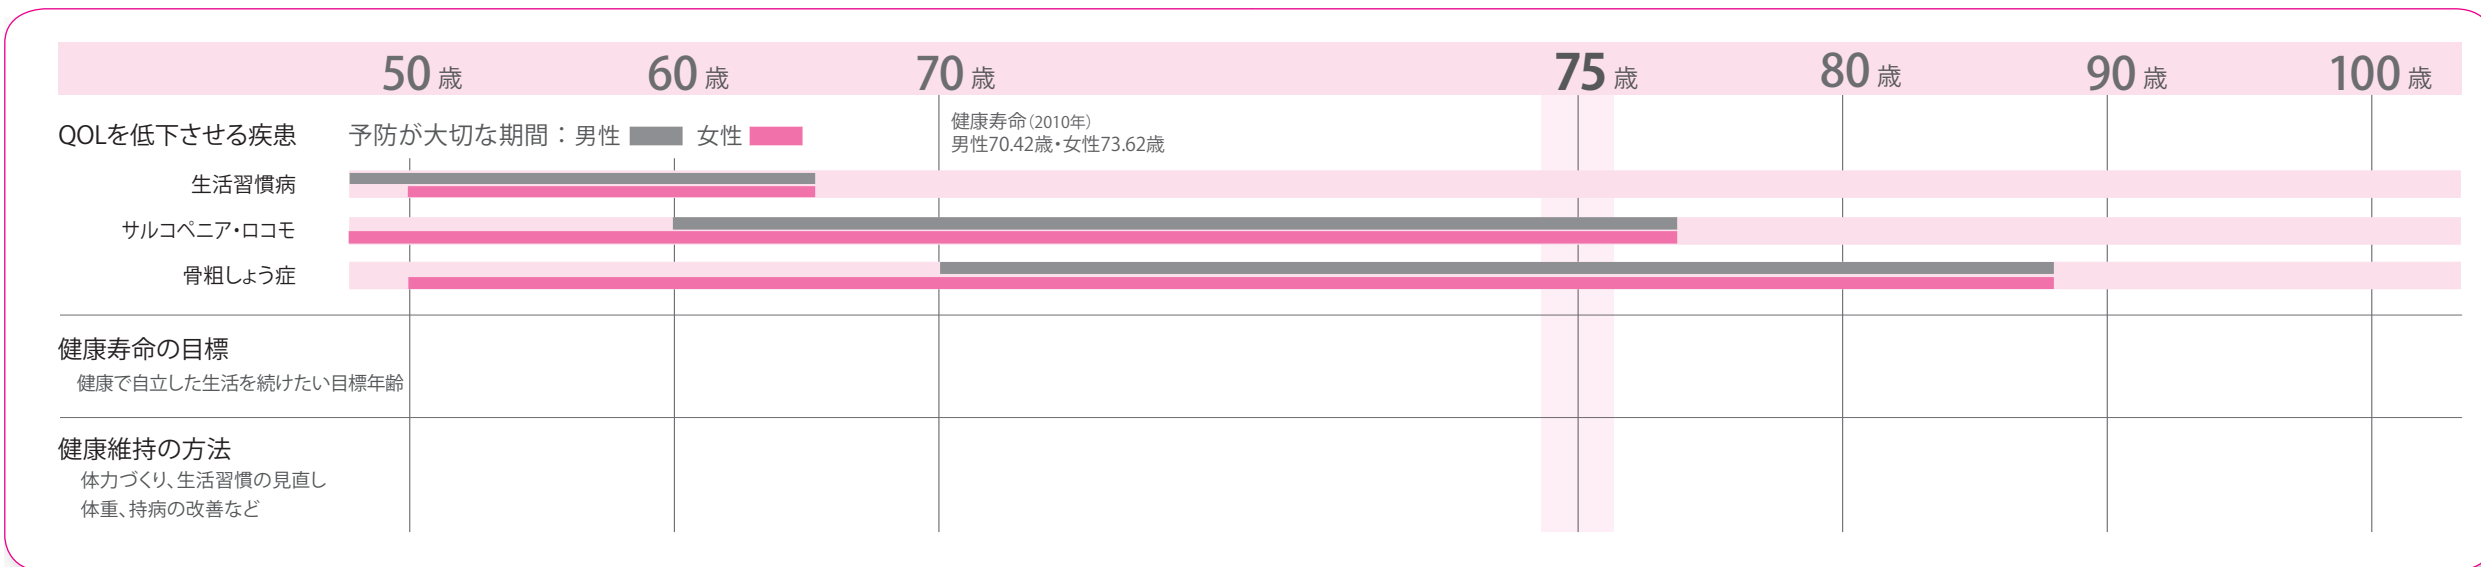 50歳 60歳 70歳 75歳 80歳 90歳 100歳
QOLを低下させる疾患
予防が大切な期間：男性 女性
健康寿命（2010年）
男性70.42歳・女性73.62歳
生活習慣病
サルコペニア・ロコモ
骨粗しょう症
健康寿命の目標
健康で自立した生活を続けたい目標年齢
健康維持の方法
体力づくり、生活習慣の見直し
体重、持病の改善など